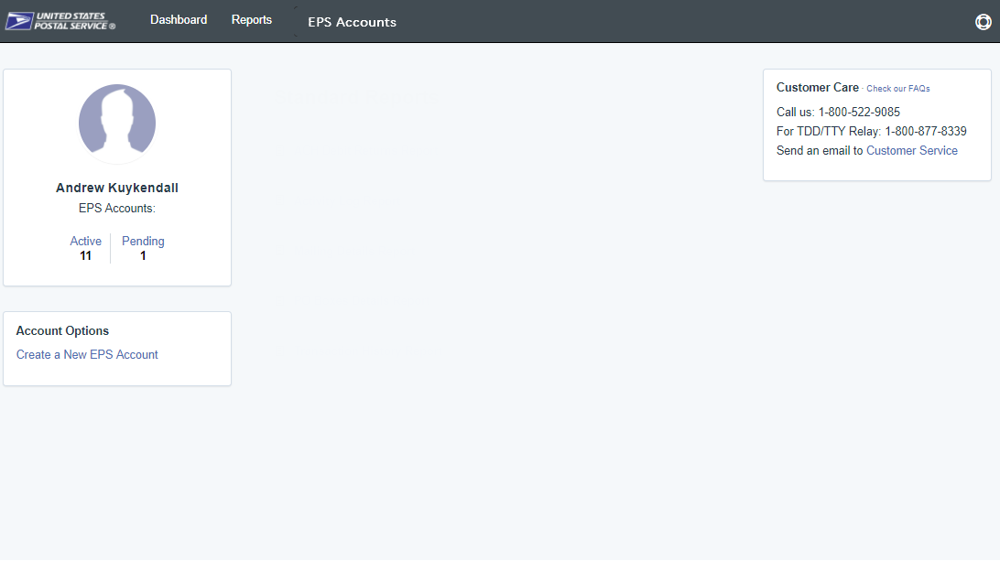 UNITED STATES
POSTAL SERVICE ®
Dashboard
Reports
EPS Accounts
Andrew Kuykendall
EPS Accounts:
Active
11
Pending
1
Account Options
Create a New EPS Account
Customer Care · Check our FAQs
Call us: 1-800-522-9085
For TDD/TTY Relay: 1-800-877-8339
Send an email to Customer Service